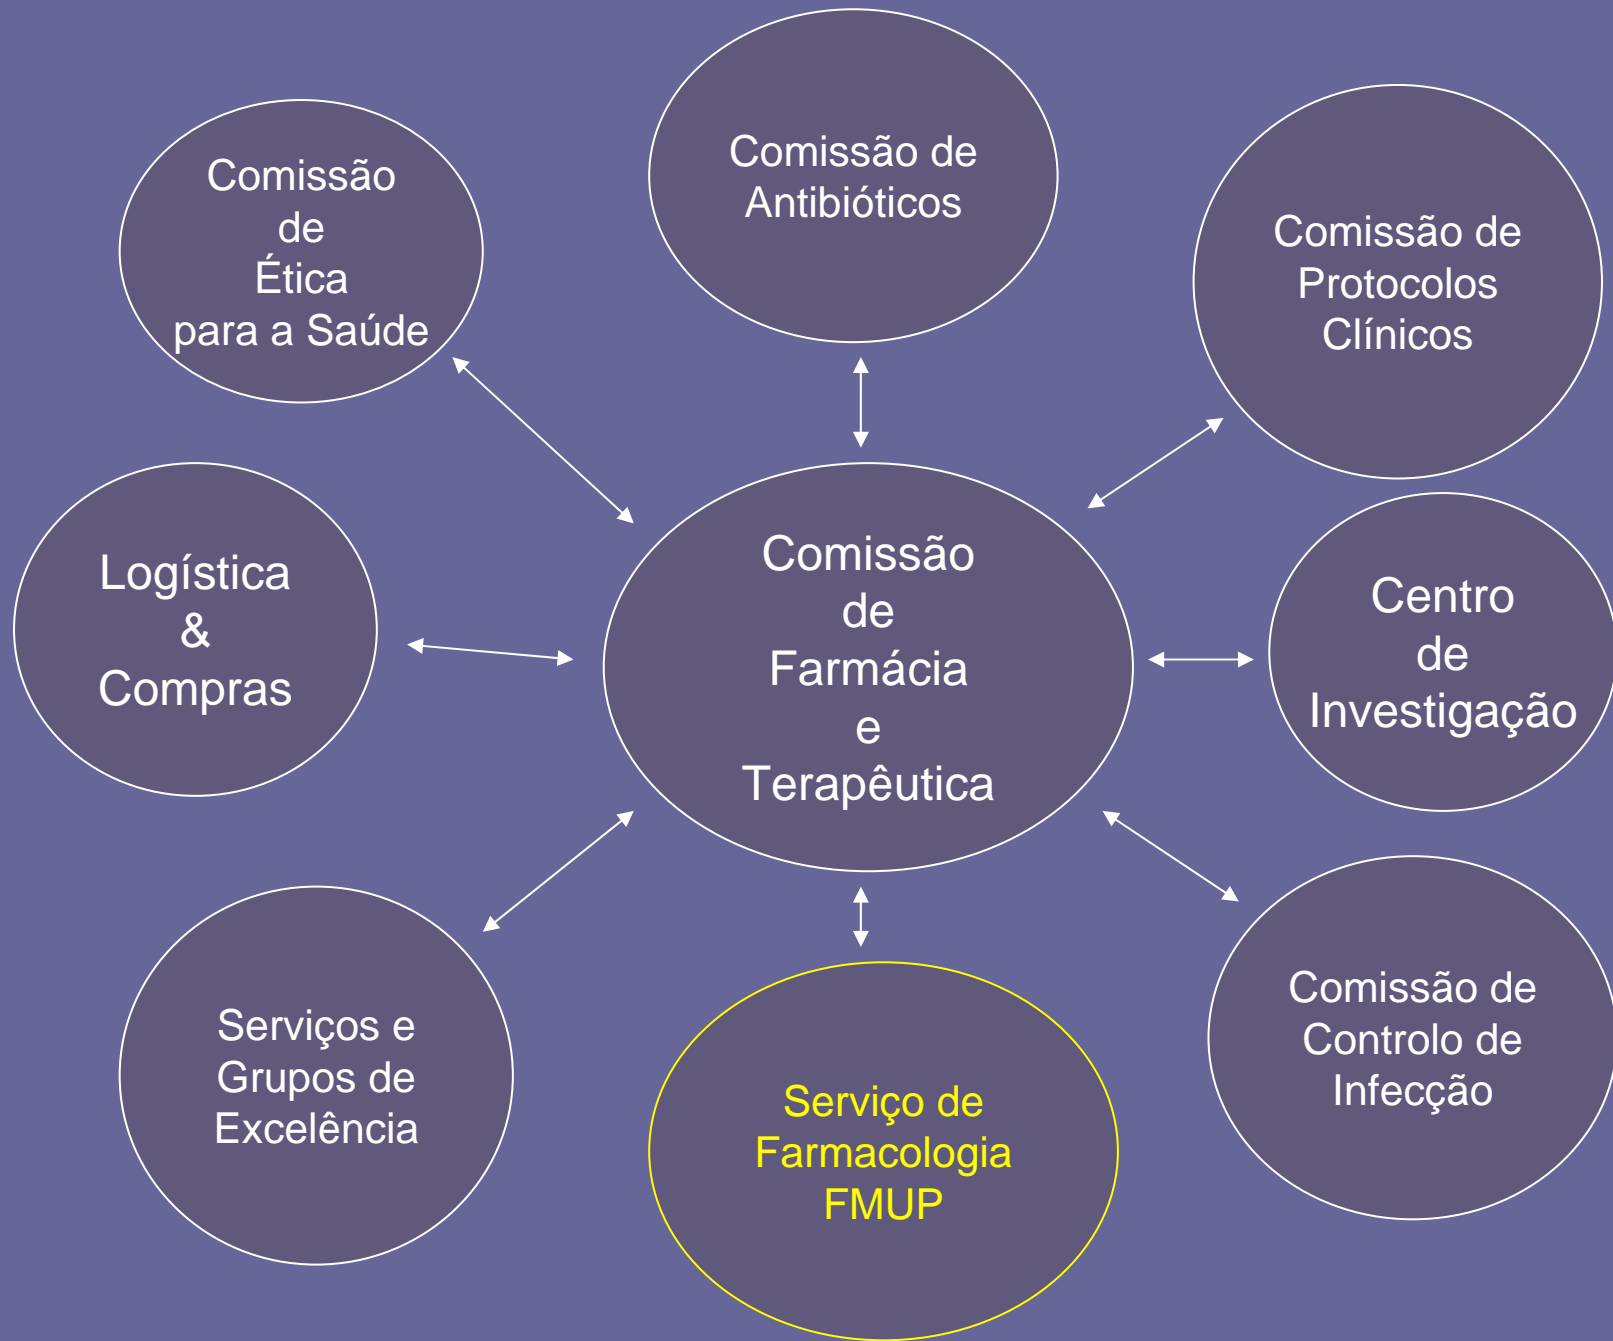 Comissão de
Antibióticos
Comissão
de
Ética
para a Saúde
Comissão de
Protocolos
Clínicos
Logística
&
Compras
Comissão
de
Farmácia
e
Terapêutica
Centro
de
Investigação
Serviços e
Grupos de
Excelência
Serviço de
Farmacologia
FMUP
Comissão de
Controlo de
Infecção